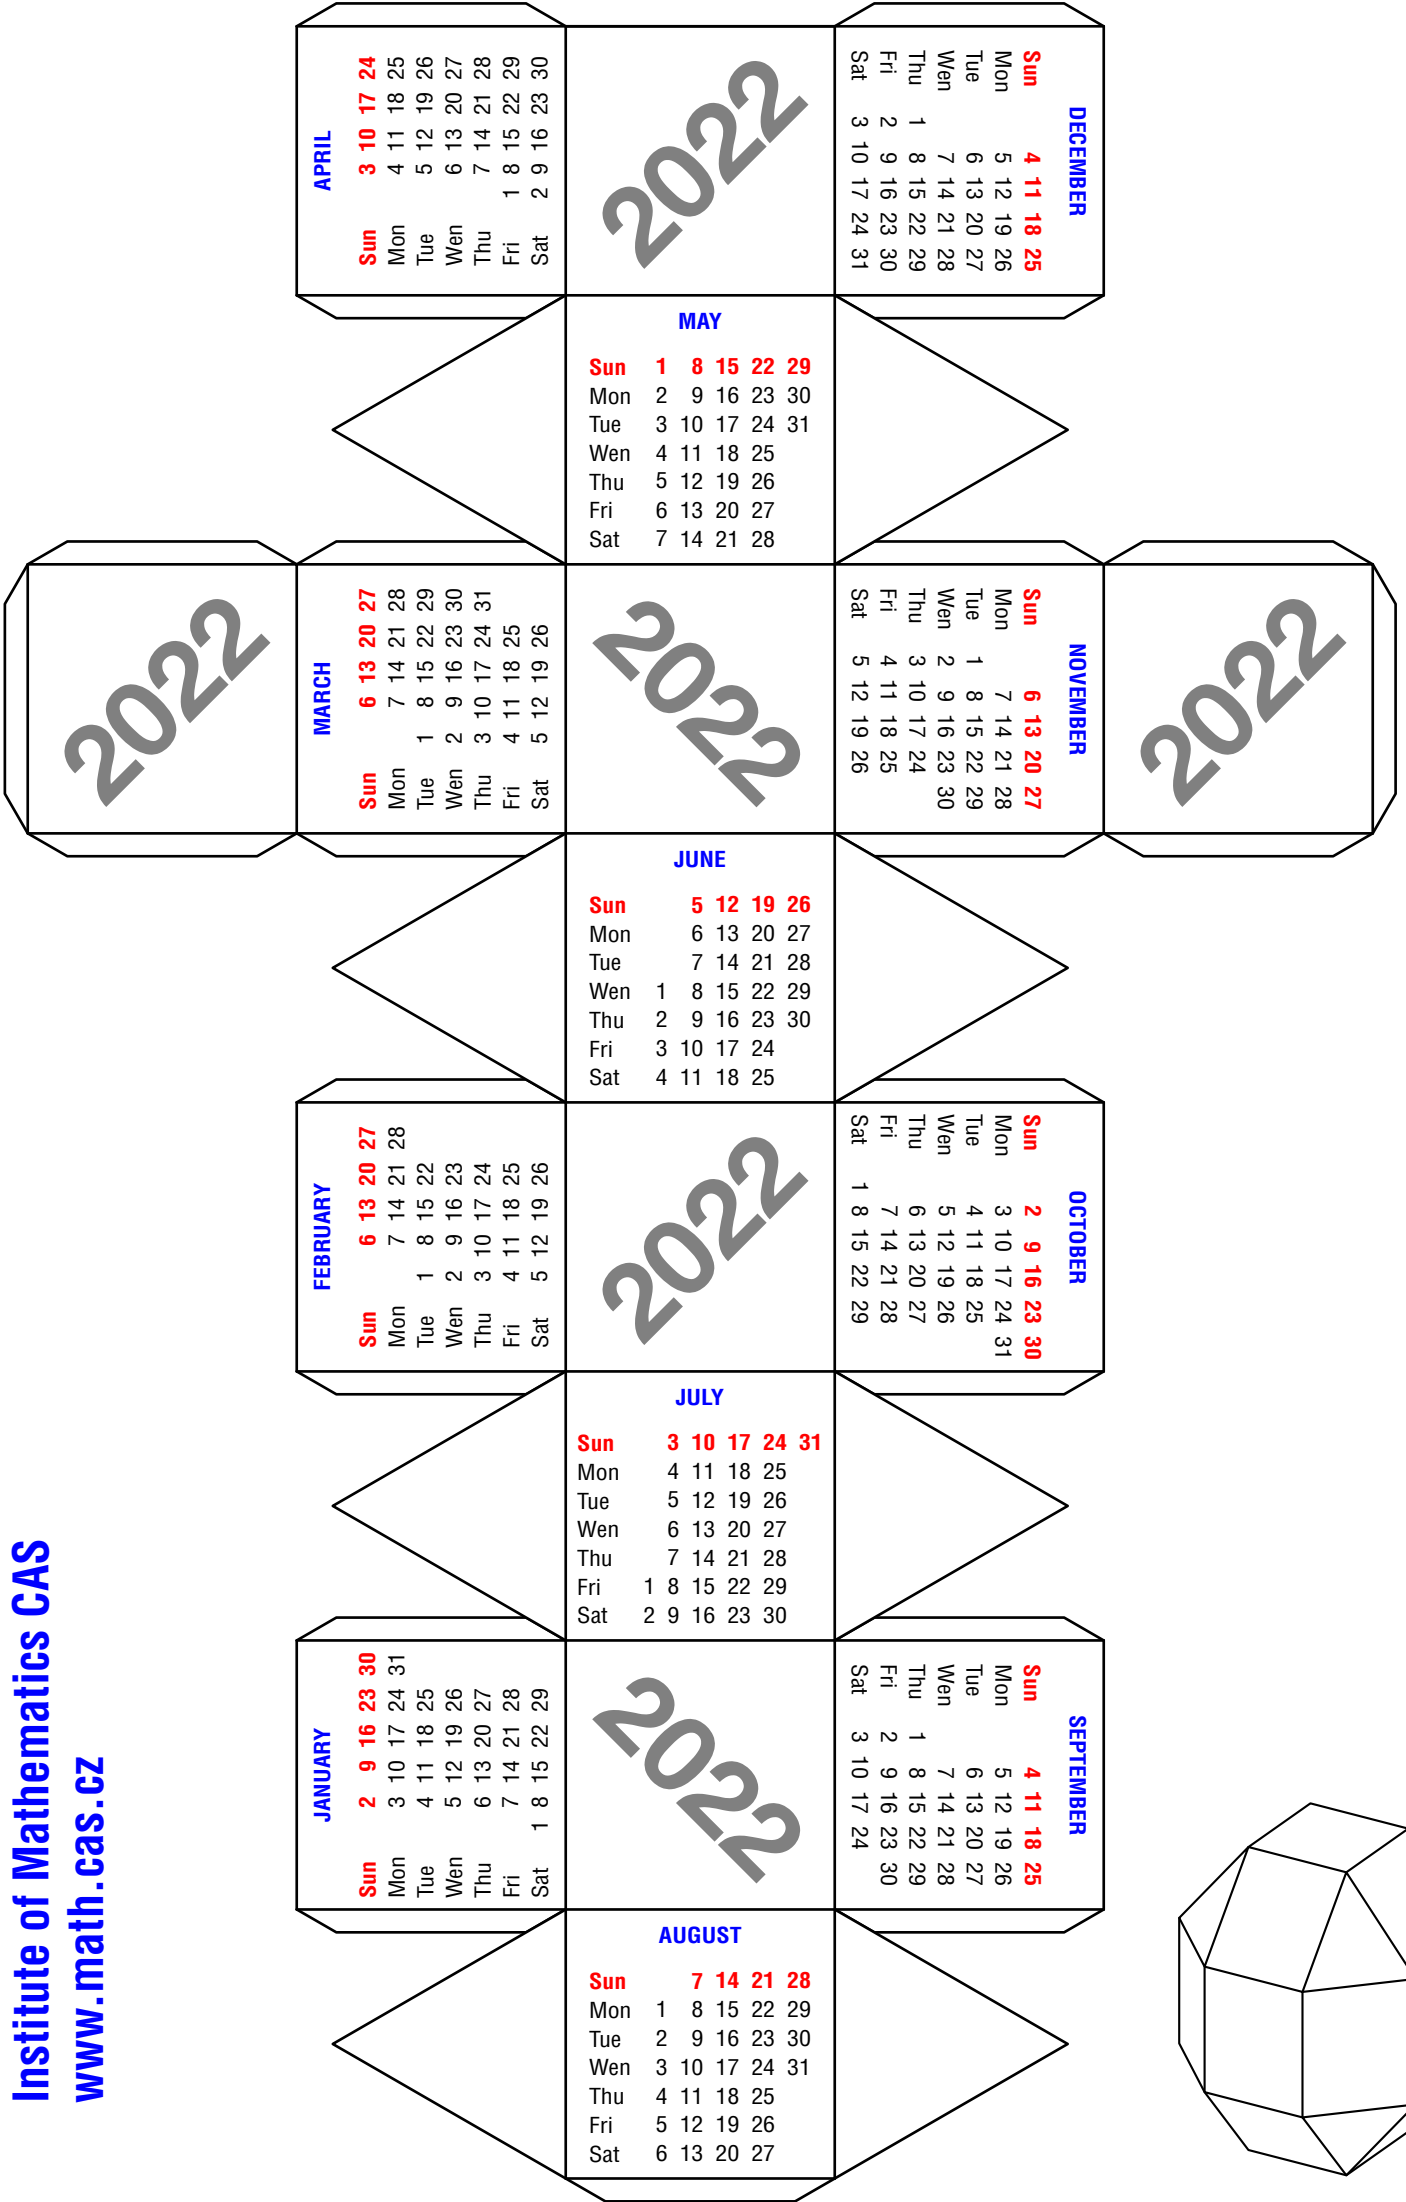 APRIL
Sun 3 10 17 24
Mon 4 11 18 25
Tue 5 12 19 26
Wen 6 13 20 27
Thu 7 14 21 28
Fri 1 8 15 22 29
Sat 2 9 16 23 30
2022
DECEMBER
Sun 4 11 18 25
Mon 5 12 19 26
Tue 6 13 20 27
Wen 7 14 21 28
Thu 1 8 15 22 29
Fri 2 9 16 23 30
Sat 3 10 17 24 31
MAY
Sun 1 8 15 22 29
Mon 2 9 16 23 30
Tue 3 10 17 24 31
Wen 4 11 18 25
Thu 5 12 19 26
Fri 6 13 20 27
Sat 7 14 21 28
2022
MARCH
Sun 6 13 20 27
Mon 7 14 21 28
Tue 1 8 15 22 29
Wen 2 9 16 23 30
Thu 3 10 17 24 31
Fri 4 11 18 25
Sat 5 12 19 26
2022
NOVEMBER
Sun 6 13 20 27
Mon 7 14 21 28
Tue 1 8 15 22 29
Wen 2 9 16 23 30
Thu 3 10 17 24
Fri 4 11 18 25
Sat 5 12 19 26
2022
JUNE
Sun 5 12 19 26
Mon 6 13 20 27
Tue 7 14 21 28
Wen 1 8 15 22 29
Thu 2 9 16 23 30
Fri 3 10 17 24
Sat 4 11 18 25
FEBRUARY
Sun 6 13 20 27
Mon 7 14 21 28
Tue 1 8 15 22
Wen 2 9 16 23
Thu 3 10 17 24
Fri 4 11 18 25
Sat 5 12 19 26
2022
OCTOBER
Sun 2 9 16 23 30
Mon 3 10 17 24 31
Tue 4 11 18 25
Wen 5 12 19 26
Thu 6 13 20 27
Fri 7 14 21 28
Sat 1 8 15 22 29
JULY
Sun 3 10 17 24 31
Mon 4 11 18 25
Tue 5 12 19 26
Wen 6 13 20 27
Thu 7 14 21 28
Fri 1 8 15 22 29
Sat 2 9 16 23 30
JANUARY
Sun 2 9 16 23 30
Mon 3 10 17 24 31
Tue 4 11 18 25
Wen 5 12 19 26
Thu 6 13 20 27
Fri 7 14 21 28
Sat 1 8 15 22 29
2022
SEPTEMBER
Sun 4 11 18 25
Mon 5 12 19 26
Tue 6 13 20 27
Wen 7 14 21 28
Thu 1 8 15 22 29
Fri 2 9 16 23 30
Sat 3 10 17 24
AUGUST
Sun 7 14 21 28
Mon 1 8 15 22 29
Tue 2 9 16 23 30
Wen 3 10 17 24 31
Thu 4 11 18 25
Fri 5 12 19 26
Sat 6 13 20 27
Institute of Mathematics CAS
www.math.cas.cz